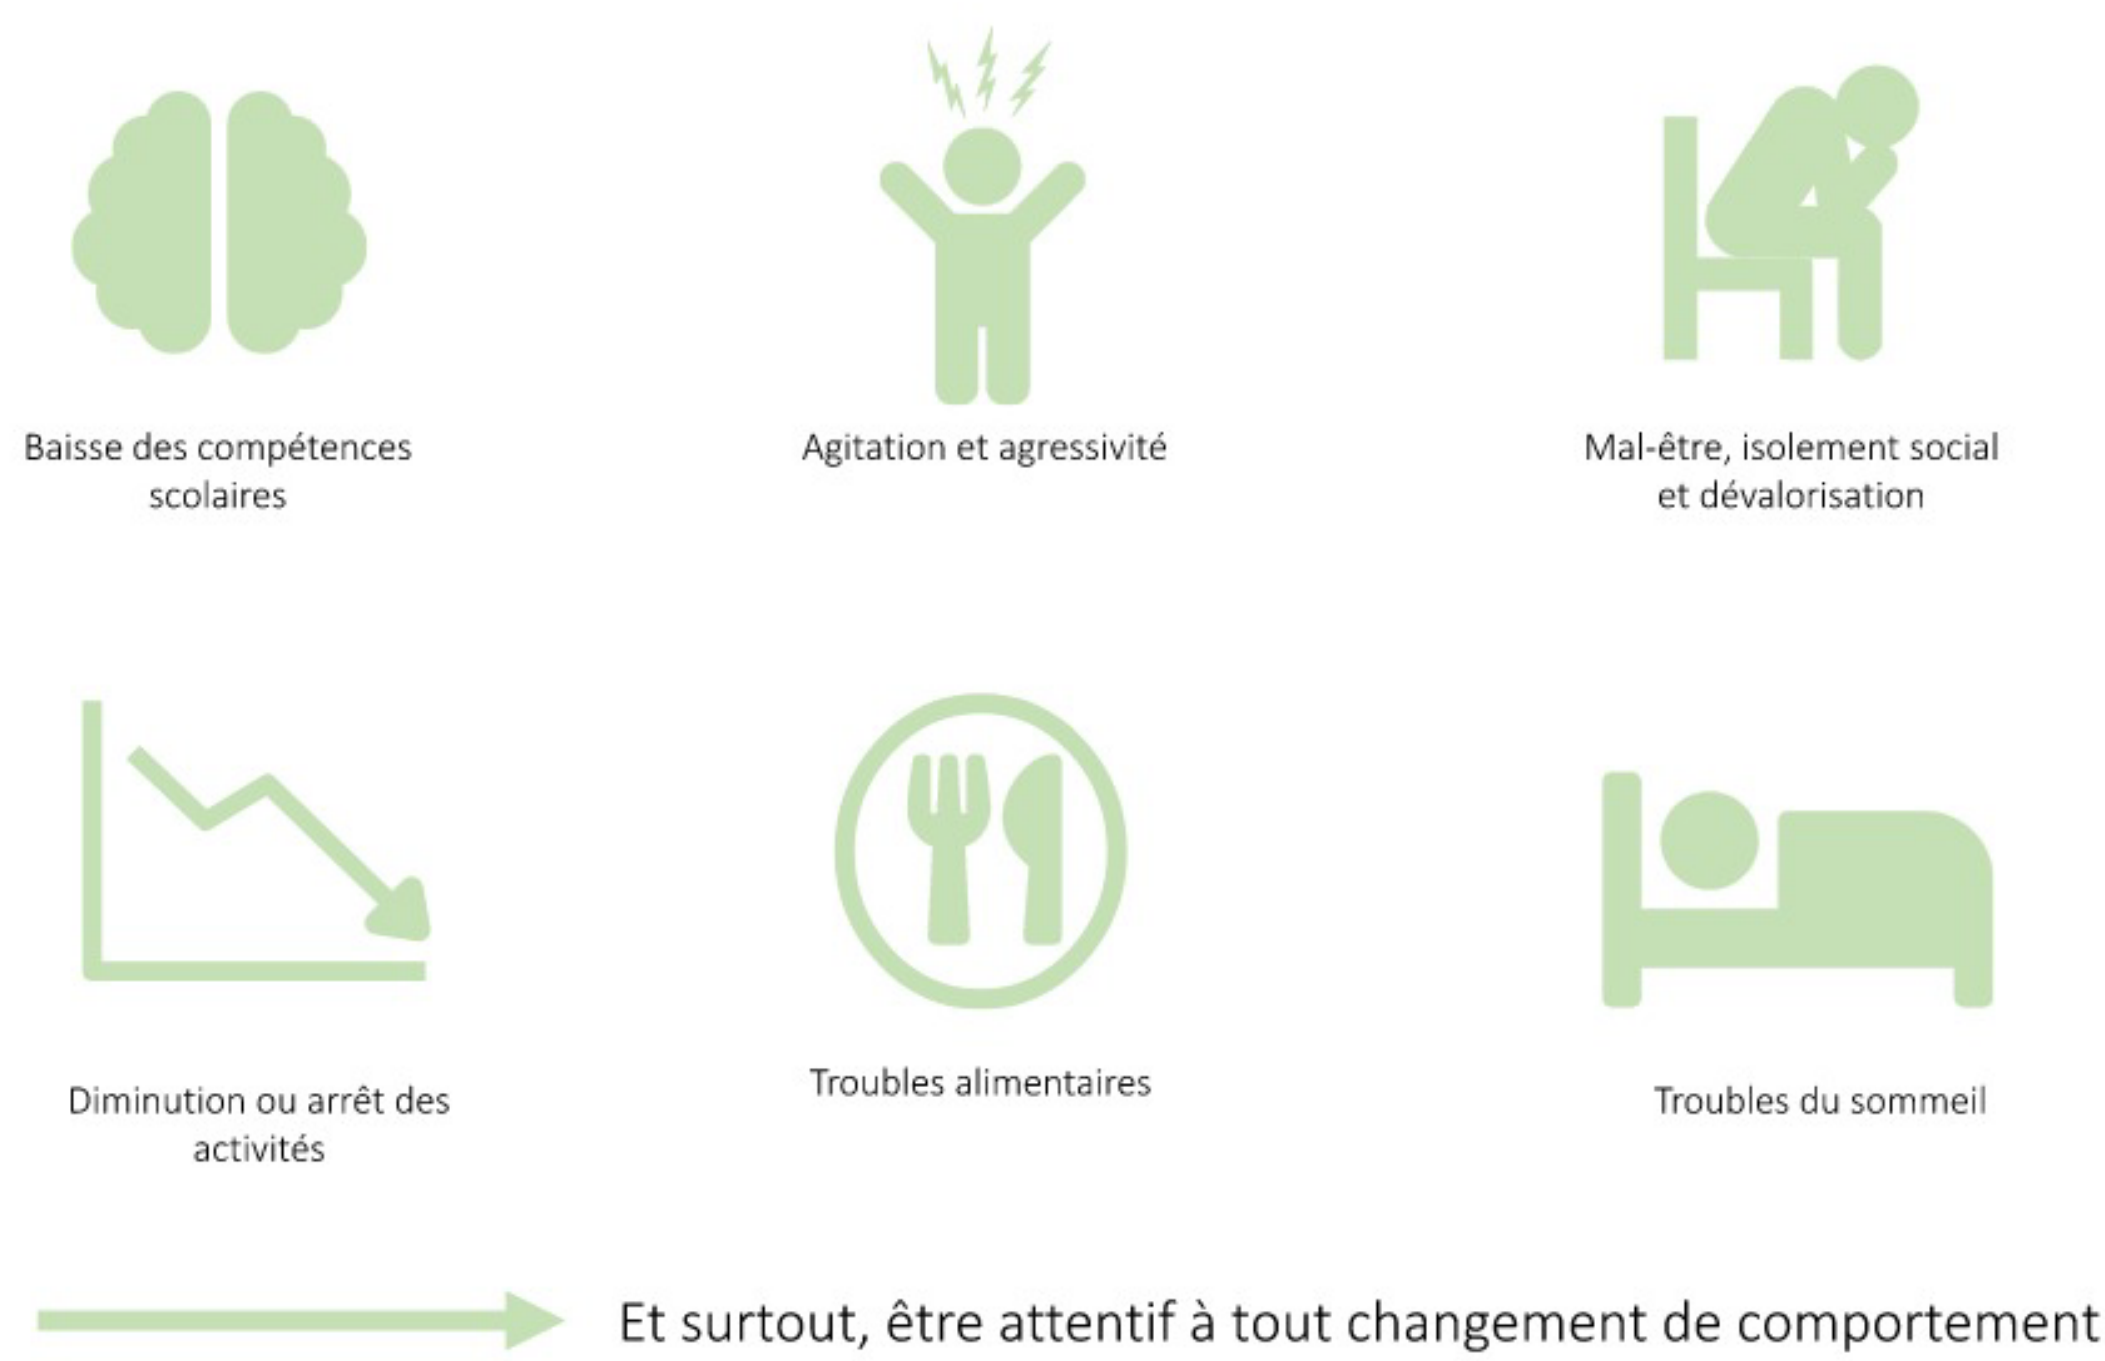 Baisse des compétences
scolaires
Agitation et agressivité
Mal-être, isolement social
et dévalorisation
Diminution ou arrêt des
activités
Troubles alimentaires
Troubles du sommeil
Et surtout, être attentif à tout changement de comportement